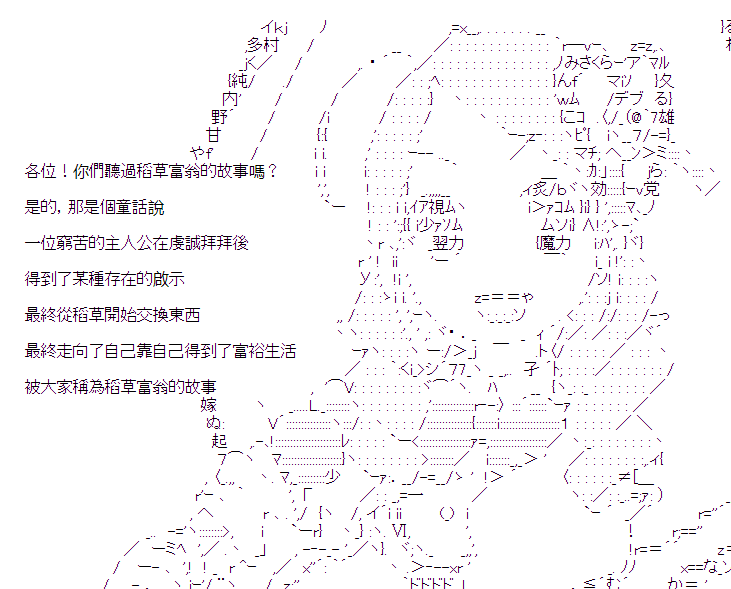 各位！你們聽過稻草富翁的故事嗎？
是的，那是個童話說
一位窮苦的主人公在虔誠拜拜後
得到了某種存在的啟示
最終從稻草開始交換東西
最終走向了自己靠自己得到了富裕生活
被大家稱為稻草富翁的故事